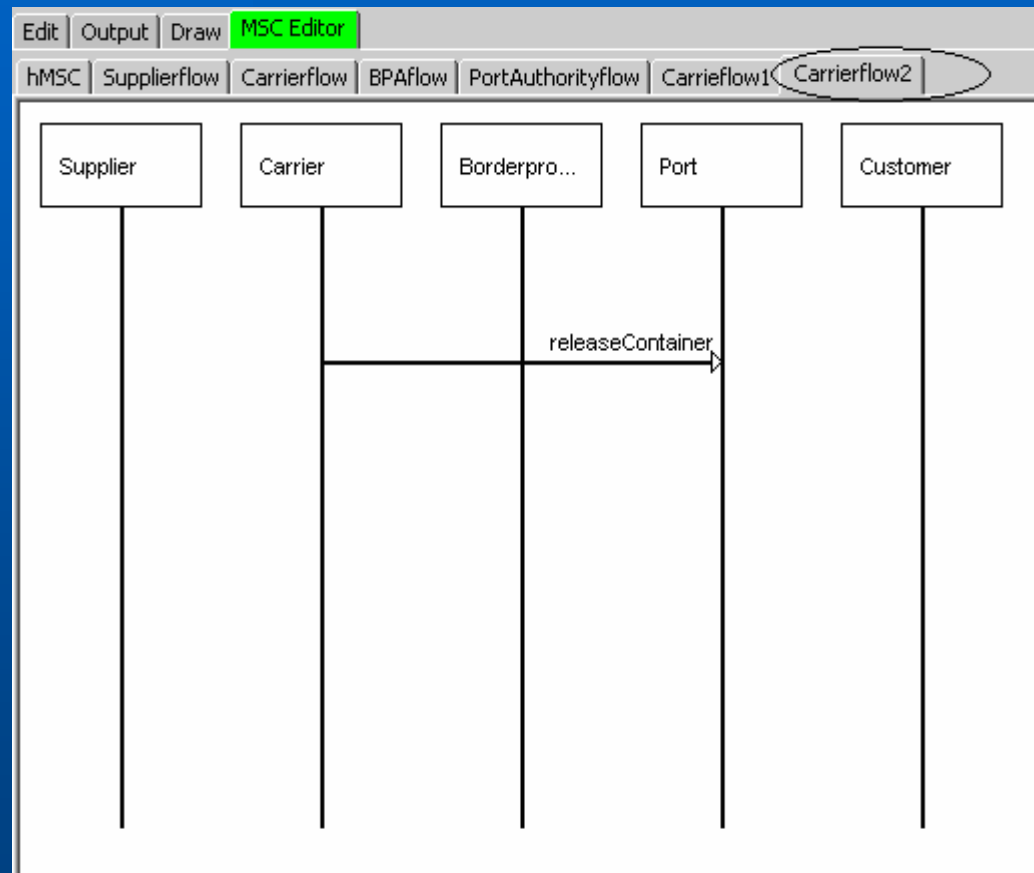 Edit Output Draw MSC Editor
hMSC Supplierflow Carrierflow BPAflow PortAuthorityflow Carrieflow1 Carrierflow2
Supplier Carrier Borderpro... Port Customer
releaseContainer